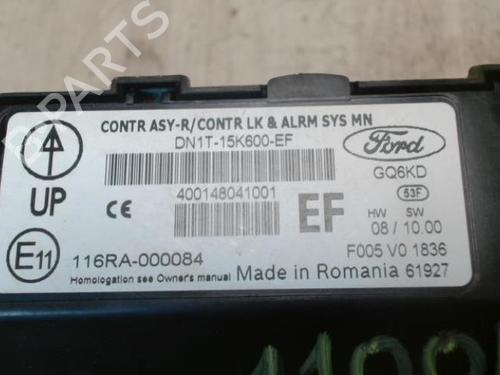 CONTR ASY-R/CONTR LK & ALRM SYS MN
DN1T-15K600-EF
Ford
GQ6KD
53F
UP
400148041001
CE
EF
HW SW
08 / 10.00
E11
116RA-000084
F005 V0 1836
Homologation see Owner's manual Made in Romania 61927
B PARTS